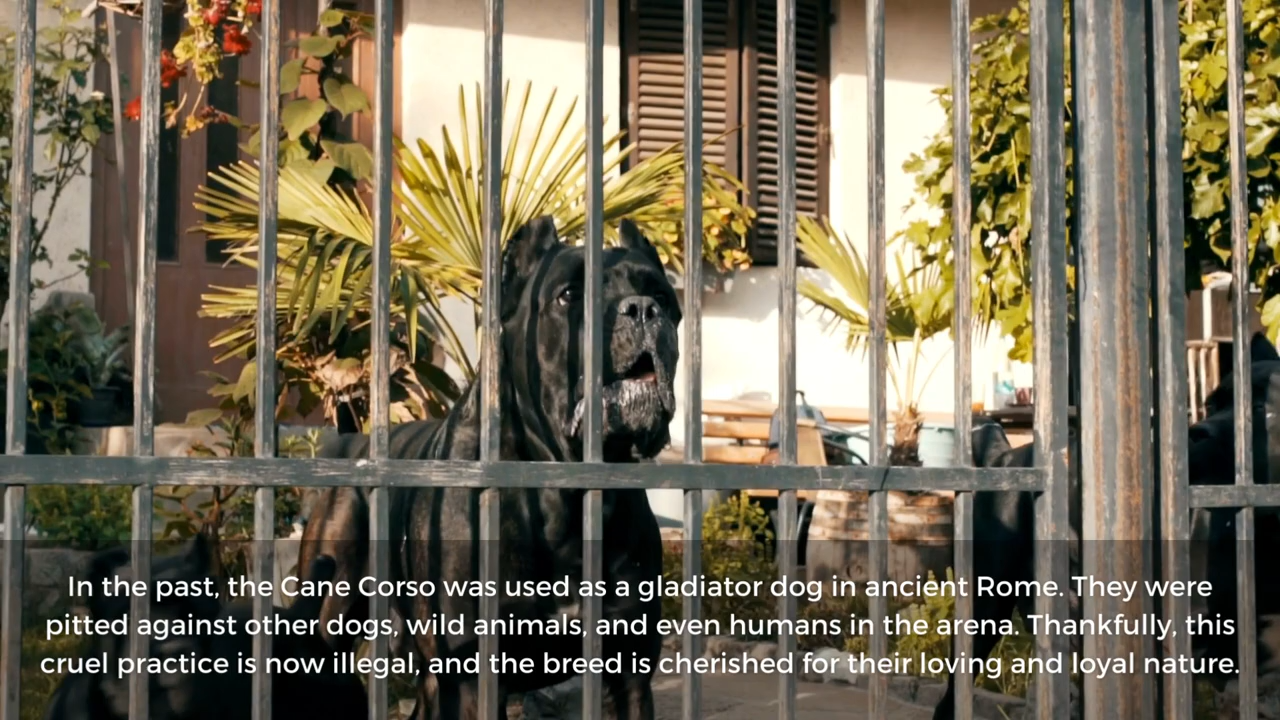 In the past, the Cane Corso was used as a gladiator dog in ancient Rome. They were
pitted against other dogs, wild animals, and even humans in the arena. Thankfully, this
cruel practice is now illegal, and the breed is cherished for their loving and loyal nature.